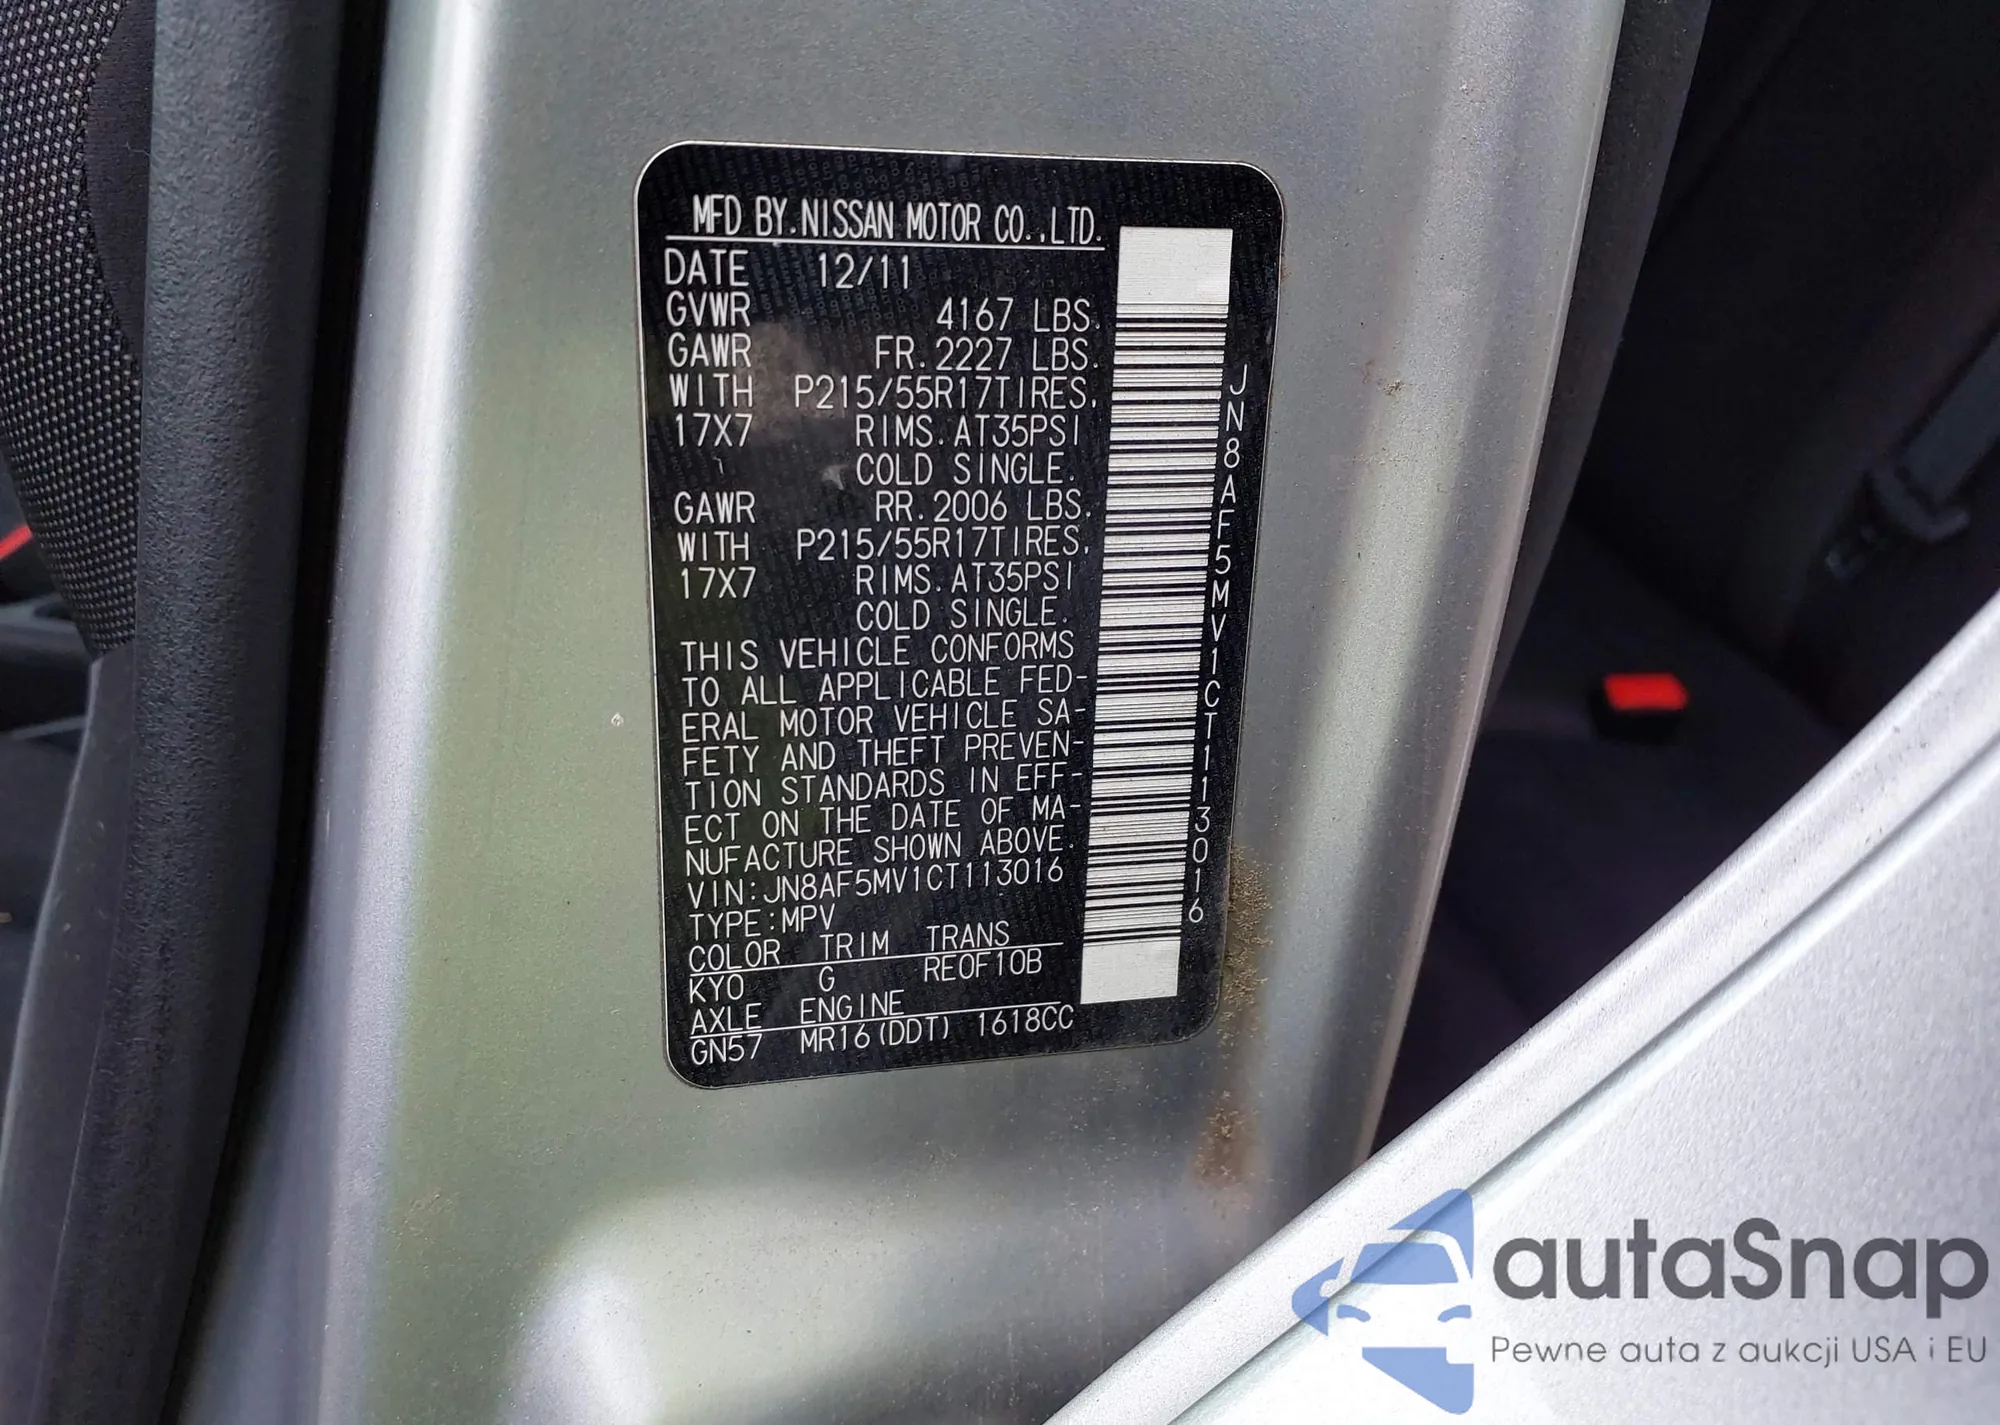 MFD BY.NISSAN MOTOR CO.,LTD.
DATE 12/11
GVWR 4167 LBS.
GAWR FR.2227 LBS.
WITH P215/55R17TIRES,
17X7 RIMS.AT35PSI
COLD SINGLE.
GAWR RR.2006 LBS.
WITH P215/55R17TIRES,
17X7 RIMS.AT35PSI
COLD SINGLE.
THIS VEHICLE CONFORMS
TO ALL APPLICABLE FED-
ERAL MOTOR VEHICLE SA-
FETY AND THEFT PREVEN-
TION STANDARDS IN EFF-
ECT ON THE DATE OF MA-
NUFACTURE SHOWN ABOVE.
VIN:JN8AF5MV1CT113016
TYPE:MPV
COLOR TRIM TRANS
KY0 G RE0F10B
AXLE ENGINE
GN57 MR16(DDT) 1618CC
JN8AF5MV1CT113016
autaSnap
Pewne auta z aukcji USA i EU